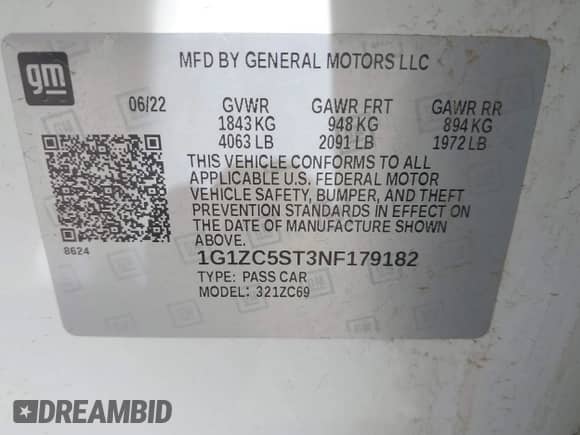 gm
MFD BY GENERAL MOTORS LLC
06/22 GVWR GAWR FRT GAWR RR
1843 KG 948 KG 894 KG
4063 LB 2091 LB 1972 LB
THIS VEHICLE CONFORMS TO ALL
APPLICABLE U.S. FEDERAL MOTOR
VEHICLE SAFETY, BUMPER, AND THEFT
PREVENTION STANDARDS IN EFFECT ON
THE DATE OF MANUFACTURE SHOWN
ABOVE.
8624
1G1ZC5ST3NF179182
TYPE: PASS CAR
MODEL: 321ZC69
DREAMBID